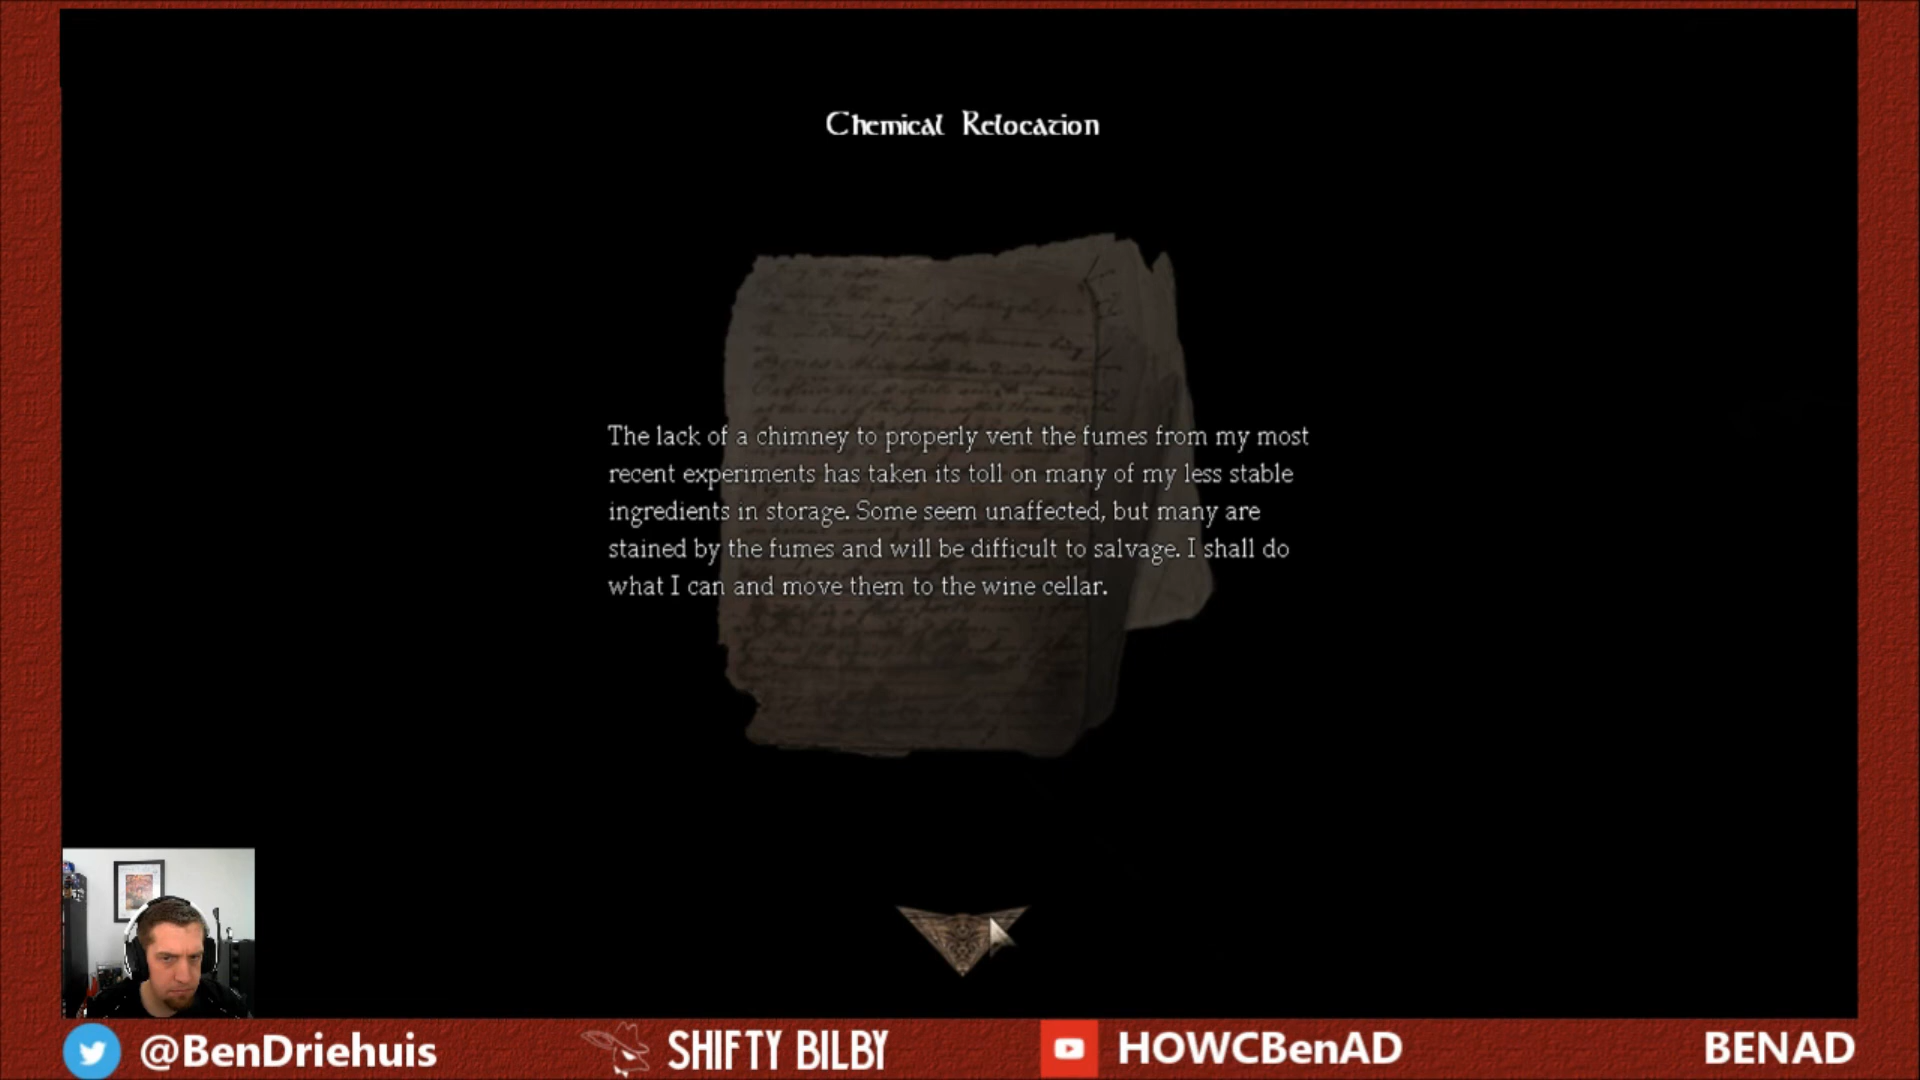 Chemical Relocation
The lack of a chimney to properly vent the fumes from my most
recent experiments has taken its toll on many of my less stable
ingredients in storage. Some seem unaffected, but many are
stained by the fumes and will be difficult to salvage. I shall do
what I can and move them to the wine cellar.
@BenDriehuis SHIFTY BILBY HOWCBenAD BENAD